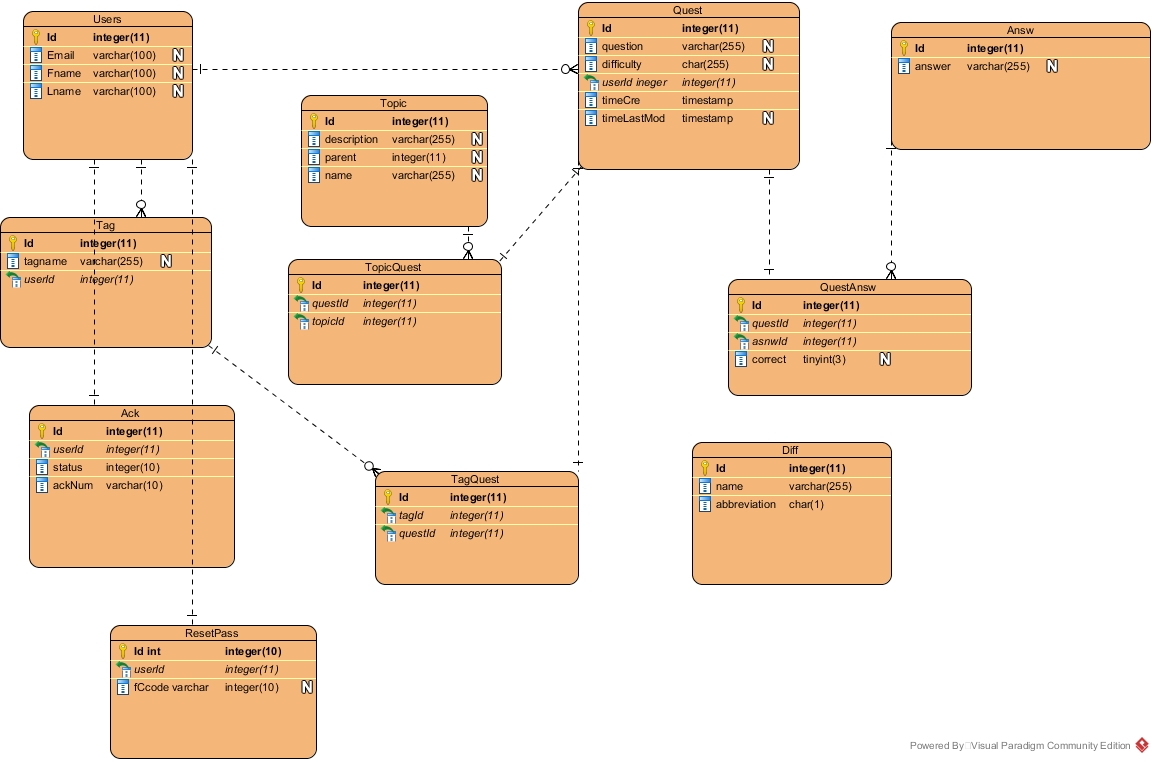 Users
Id integer(11)
Email varchar(100) N
Fname varchar(100) N
Lname varchar(100) N
Quest
Id integer(11)
question varchar(255) N
difficulty char(255) N
userId ineger integer(11)
timeCre timestamp
timeLastMod timestamp N
Answ
Id integer(11)
answer varchar(255) N
Topic
Id integer(11)
description varchar(255) N
parent integer(11) N
name varchar(255) N
Tag
Id integer(11)
tagname varchar(255) N
userId integer(11)
TopicQuest
Id integer(11)
questId integer(11)
topicId integer(11)
QuestAnsw
Id integer(11)
questId integer(11)
asnwId integer(11)
correct tinyint(3) N
Ack
Id integer(11)
userId integer(11)
status integer(10)
ackNum varchar(10)
TagQuest
Id integer(11)
tagId integer(11)
questId integer(11)
Diff
Id integer(11)
name varchar(255)
abbreviation char(1)
ResetPass
Id int integer(10)
userId integer(11)
fCcode varchar integer(10) N
Powered By Visual Paradigm Community Edition